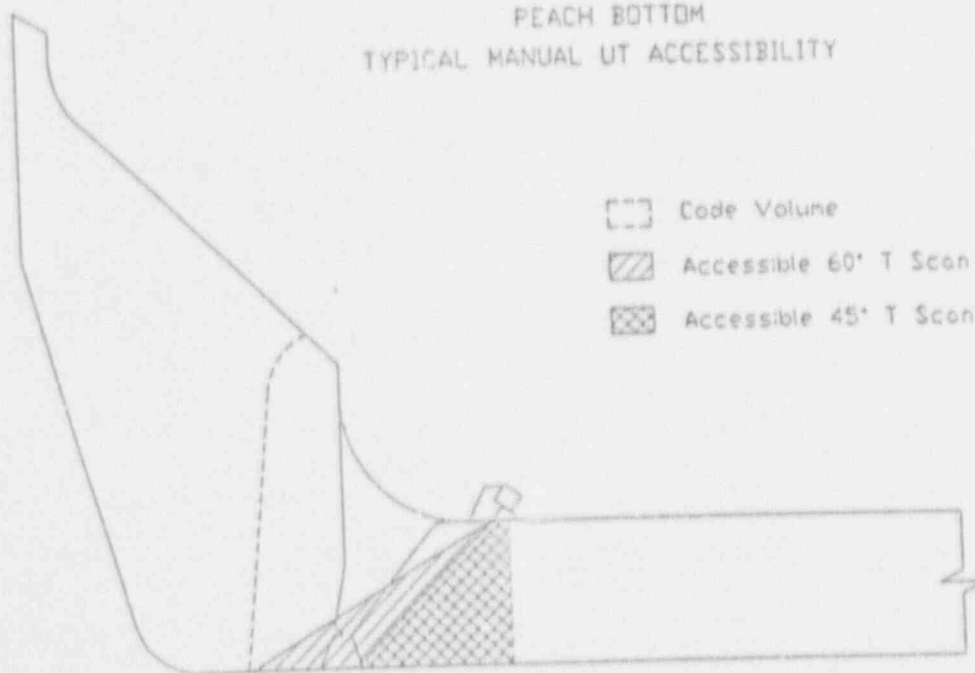 PEACH BOTTOM
TYPICAL MANUAL UT ACCESSIBILITY
Code Volume
Accessible 60° T Scan
Accessible 45° T Scan